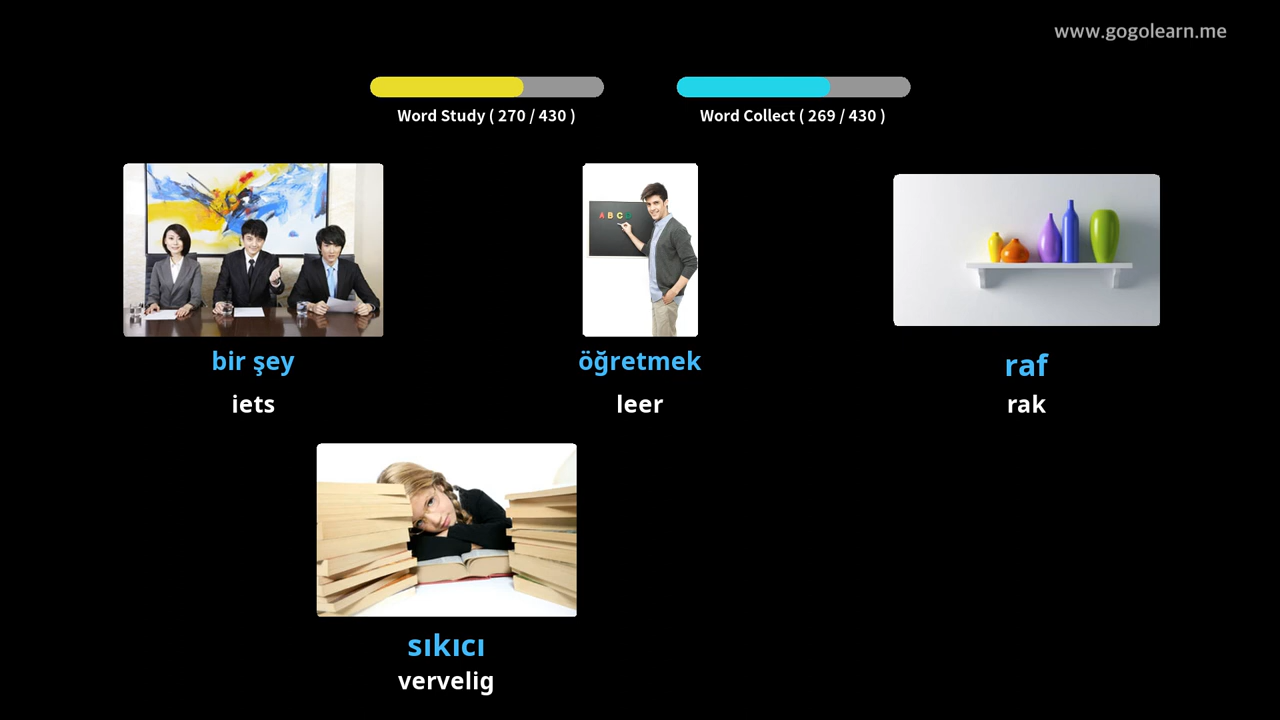 www.gogolearn.me
Word Study ( 270 / 430 )
Word Collect ( 269 / 430 )
A B C
bir şey
iets
öğretmek
leer
raf
rak
sıkıcı
vervelig